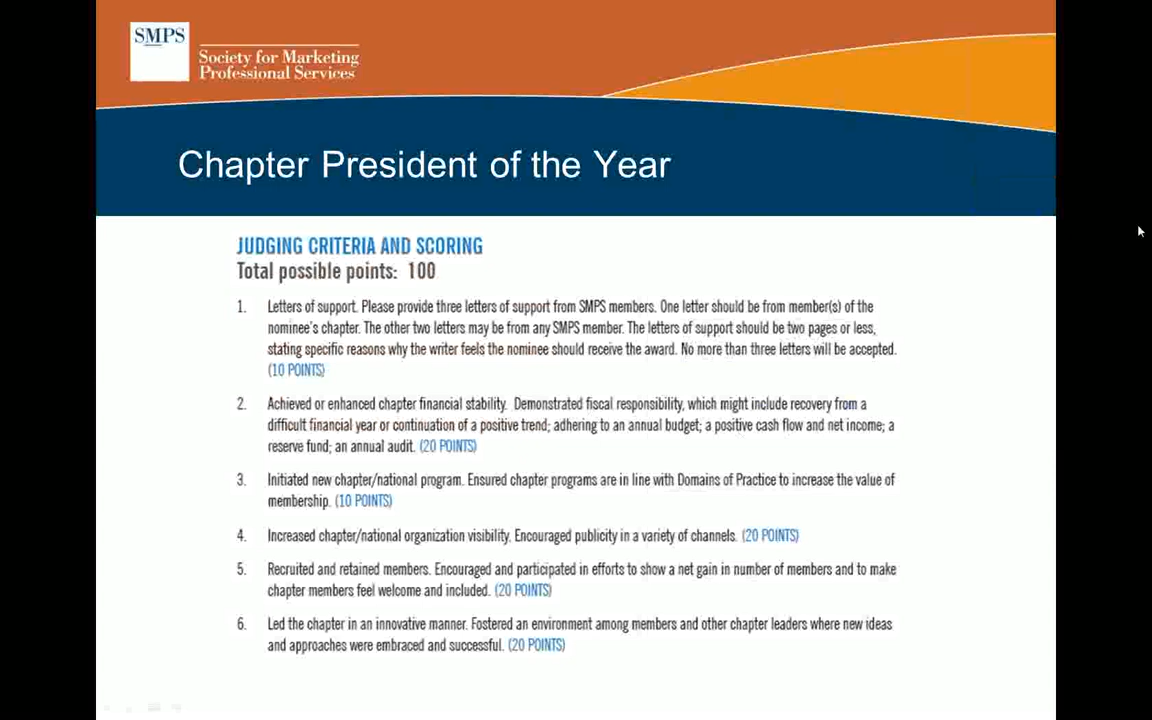 SMPS
Society for Marketing
Professional Services
Chapter President of the Year
JUDGING CRITERIA AND SCORING
Total possible points: 100
1. Letters of support. Please provide three letters of support from SMPS members. One letter should be from member(s) of the
nominee's chapter. The other two letters may be from any SMPS member. The letters of support should be two pages or less,
stating specific reasons why the writer feels the nominee should receive the award. No more than three letters will be accepted.
(10 POINTS)
2. Achieved or enhanced chapter financial stability. Demonstrated fiscal responsibility, which might include recovery from a
difficult financial year or continuation of a positive trend; adhering to an annual budget; a positive cash flow and net income; a
reserve fund; an annual audit. (20 POINTS)
3. Initiated new chapter/national program. Ensured chapter programs are in line with Domains of Practice to increase the value of
membership. (10 POINTS)
4. Increased chapter/national organization visibility. Encouraged publicity in a variety of channels. (20 POINTS)
5. Recruited and retained members. Encouraged and participated in efforts to show a net gain in number of members and to make
chapter members feel welcome and included. (20 POINTS)
6. Led the chapter in an innovative manner. Fostered an environment among members and other chapter leaders where new ideas
and approaches were embraced and successful. (20 POINTS)